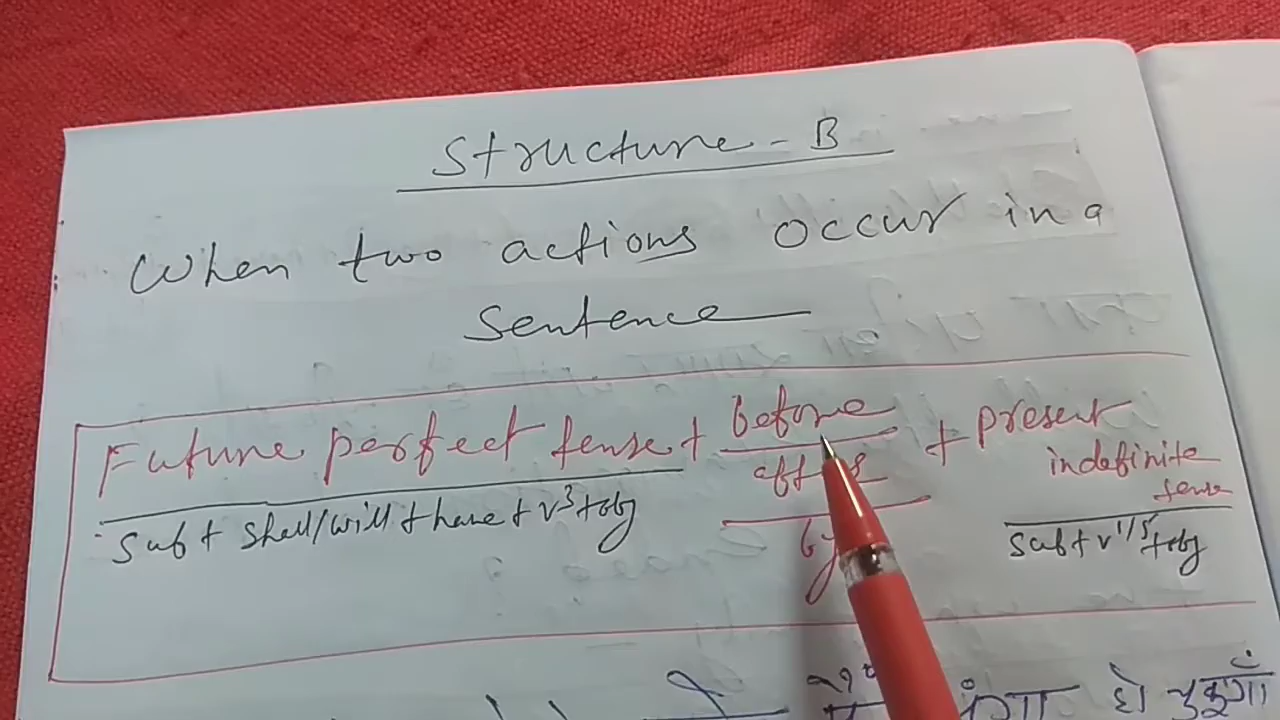 Structure - B
When two actions occur in a
sentence
Future perfect tense + before + present
after indefinite
tense
sub + shall/will + have + v³ + obj by sub + v¹/⁵ + obj
हो चुकूंगा